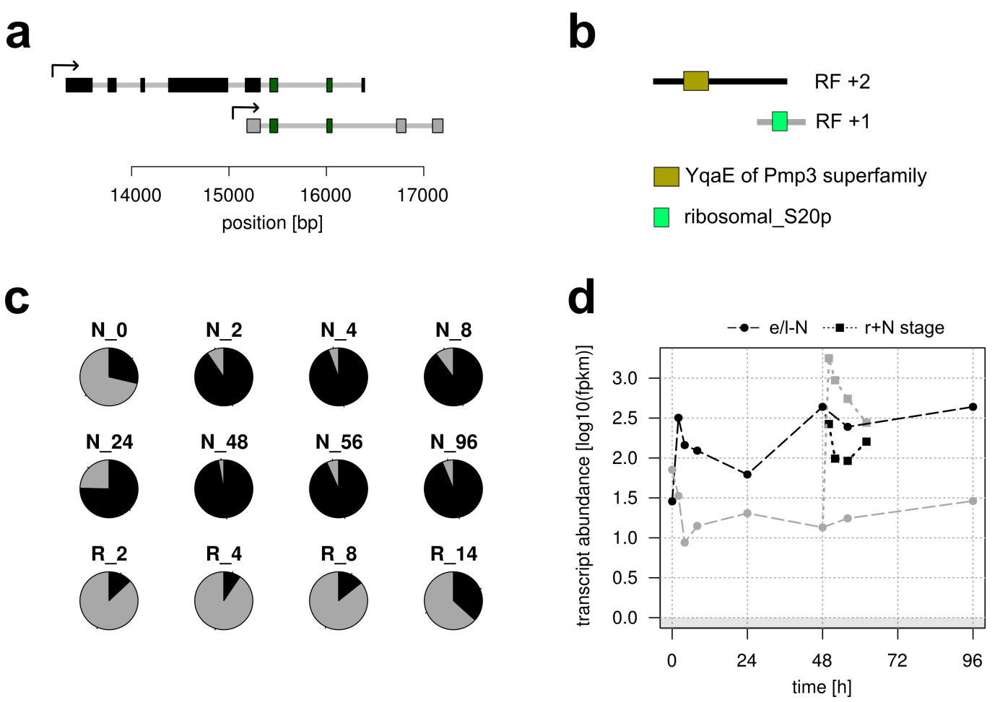 a
14000 15000 16000 17000
position [bp]
b
RF +2
RF +1
YqaE of Pmp3 superfamily
ribosomal_S20p
c
N_0 N_2 N_4 N_8
N_24 N_48 N_56 N_96
R_2 R_4 R_8 R_14
d
e/l-N r+N stage
transcript abundance [log10(fpkm)]
3.0
2.5
2.0
1.5
1.0
0.5
0.0
0 24 48 72 96
time [h]